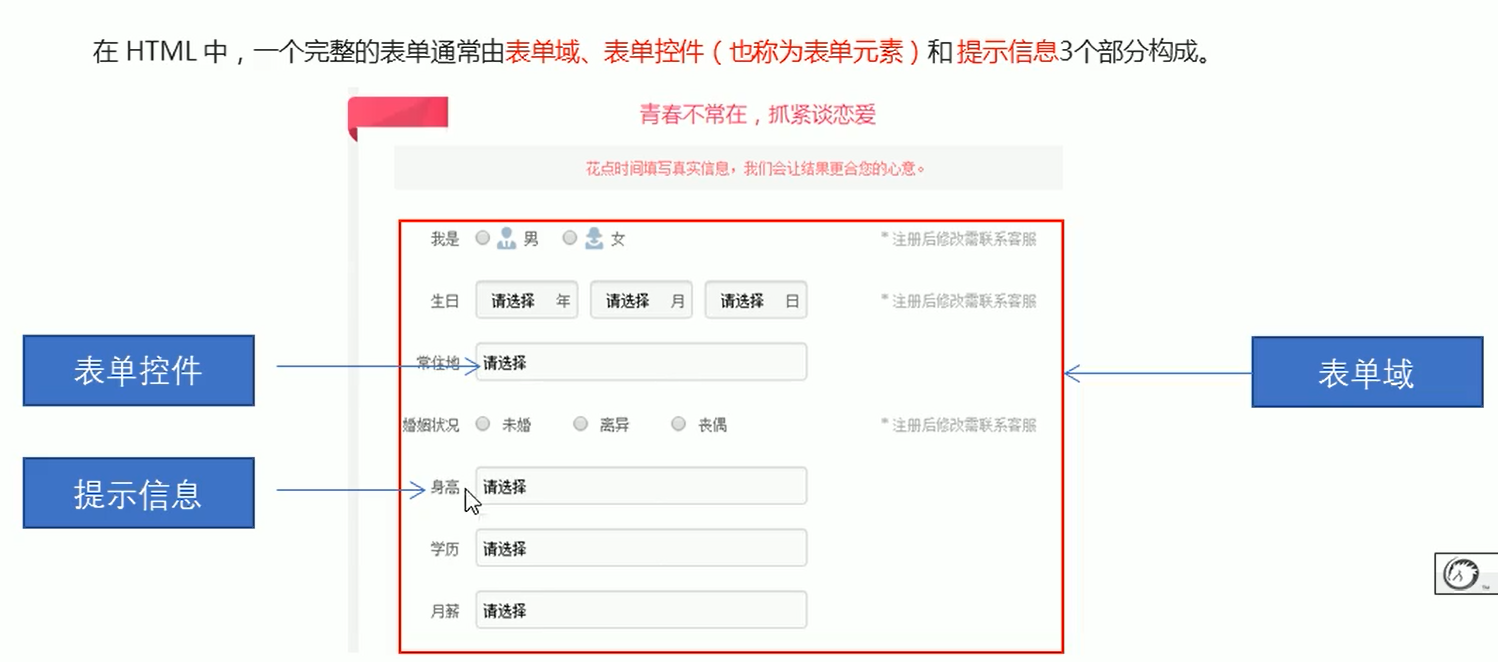 在 HTML 中，一个完整的表单通常由表单域、表单控件（也称为表单元素）和 提示信息3个部分构成。
青春不常在，抓紧谈恋爱
花点时间填写真实信息，我们会让结果更合您的心意。
我是 男 女 * 注册后修改需联系客服
生日 请选择 年 请选择 月 请选择 日 * 注册后修改需联系客服
表单控件 常住地 请选择 表单域
婚姻状况 未婚 离异 丧偶 * 注册后修改需联系客服
提示信息 身高 请选择
学历 请选择
月薪 请选择
TM